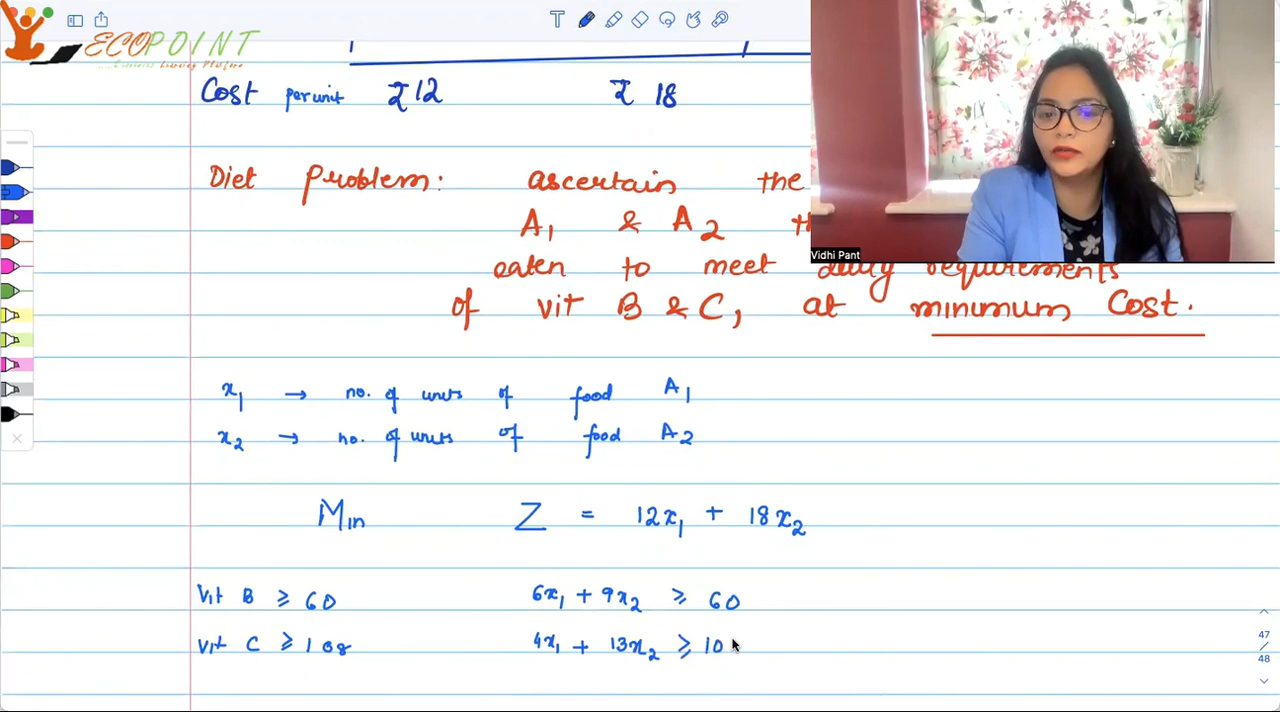 ECOPOINT
Cost per unit ₹12 ₹ 18
Diet Problem: ascertain the
A1 & A2
eaten to meet daily requirements
of vit B & C, at minimum Cost.
x1 → no. of units of food A1
x2 → no. of units of food A2
Min Z = 12x1 + 18x2
Vit B ≥ 60 6x1 + 9x2 ≥ 60
Vit C ≥ 108 4x1 + 13x2 ≥ 10
Vidhi Pant
47
48